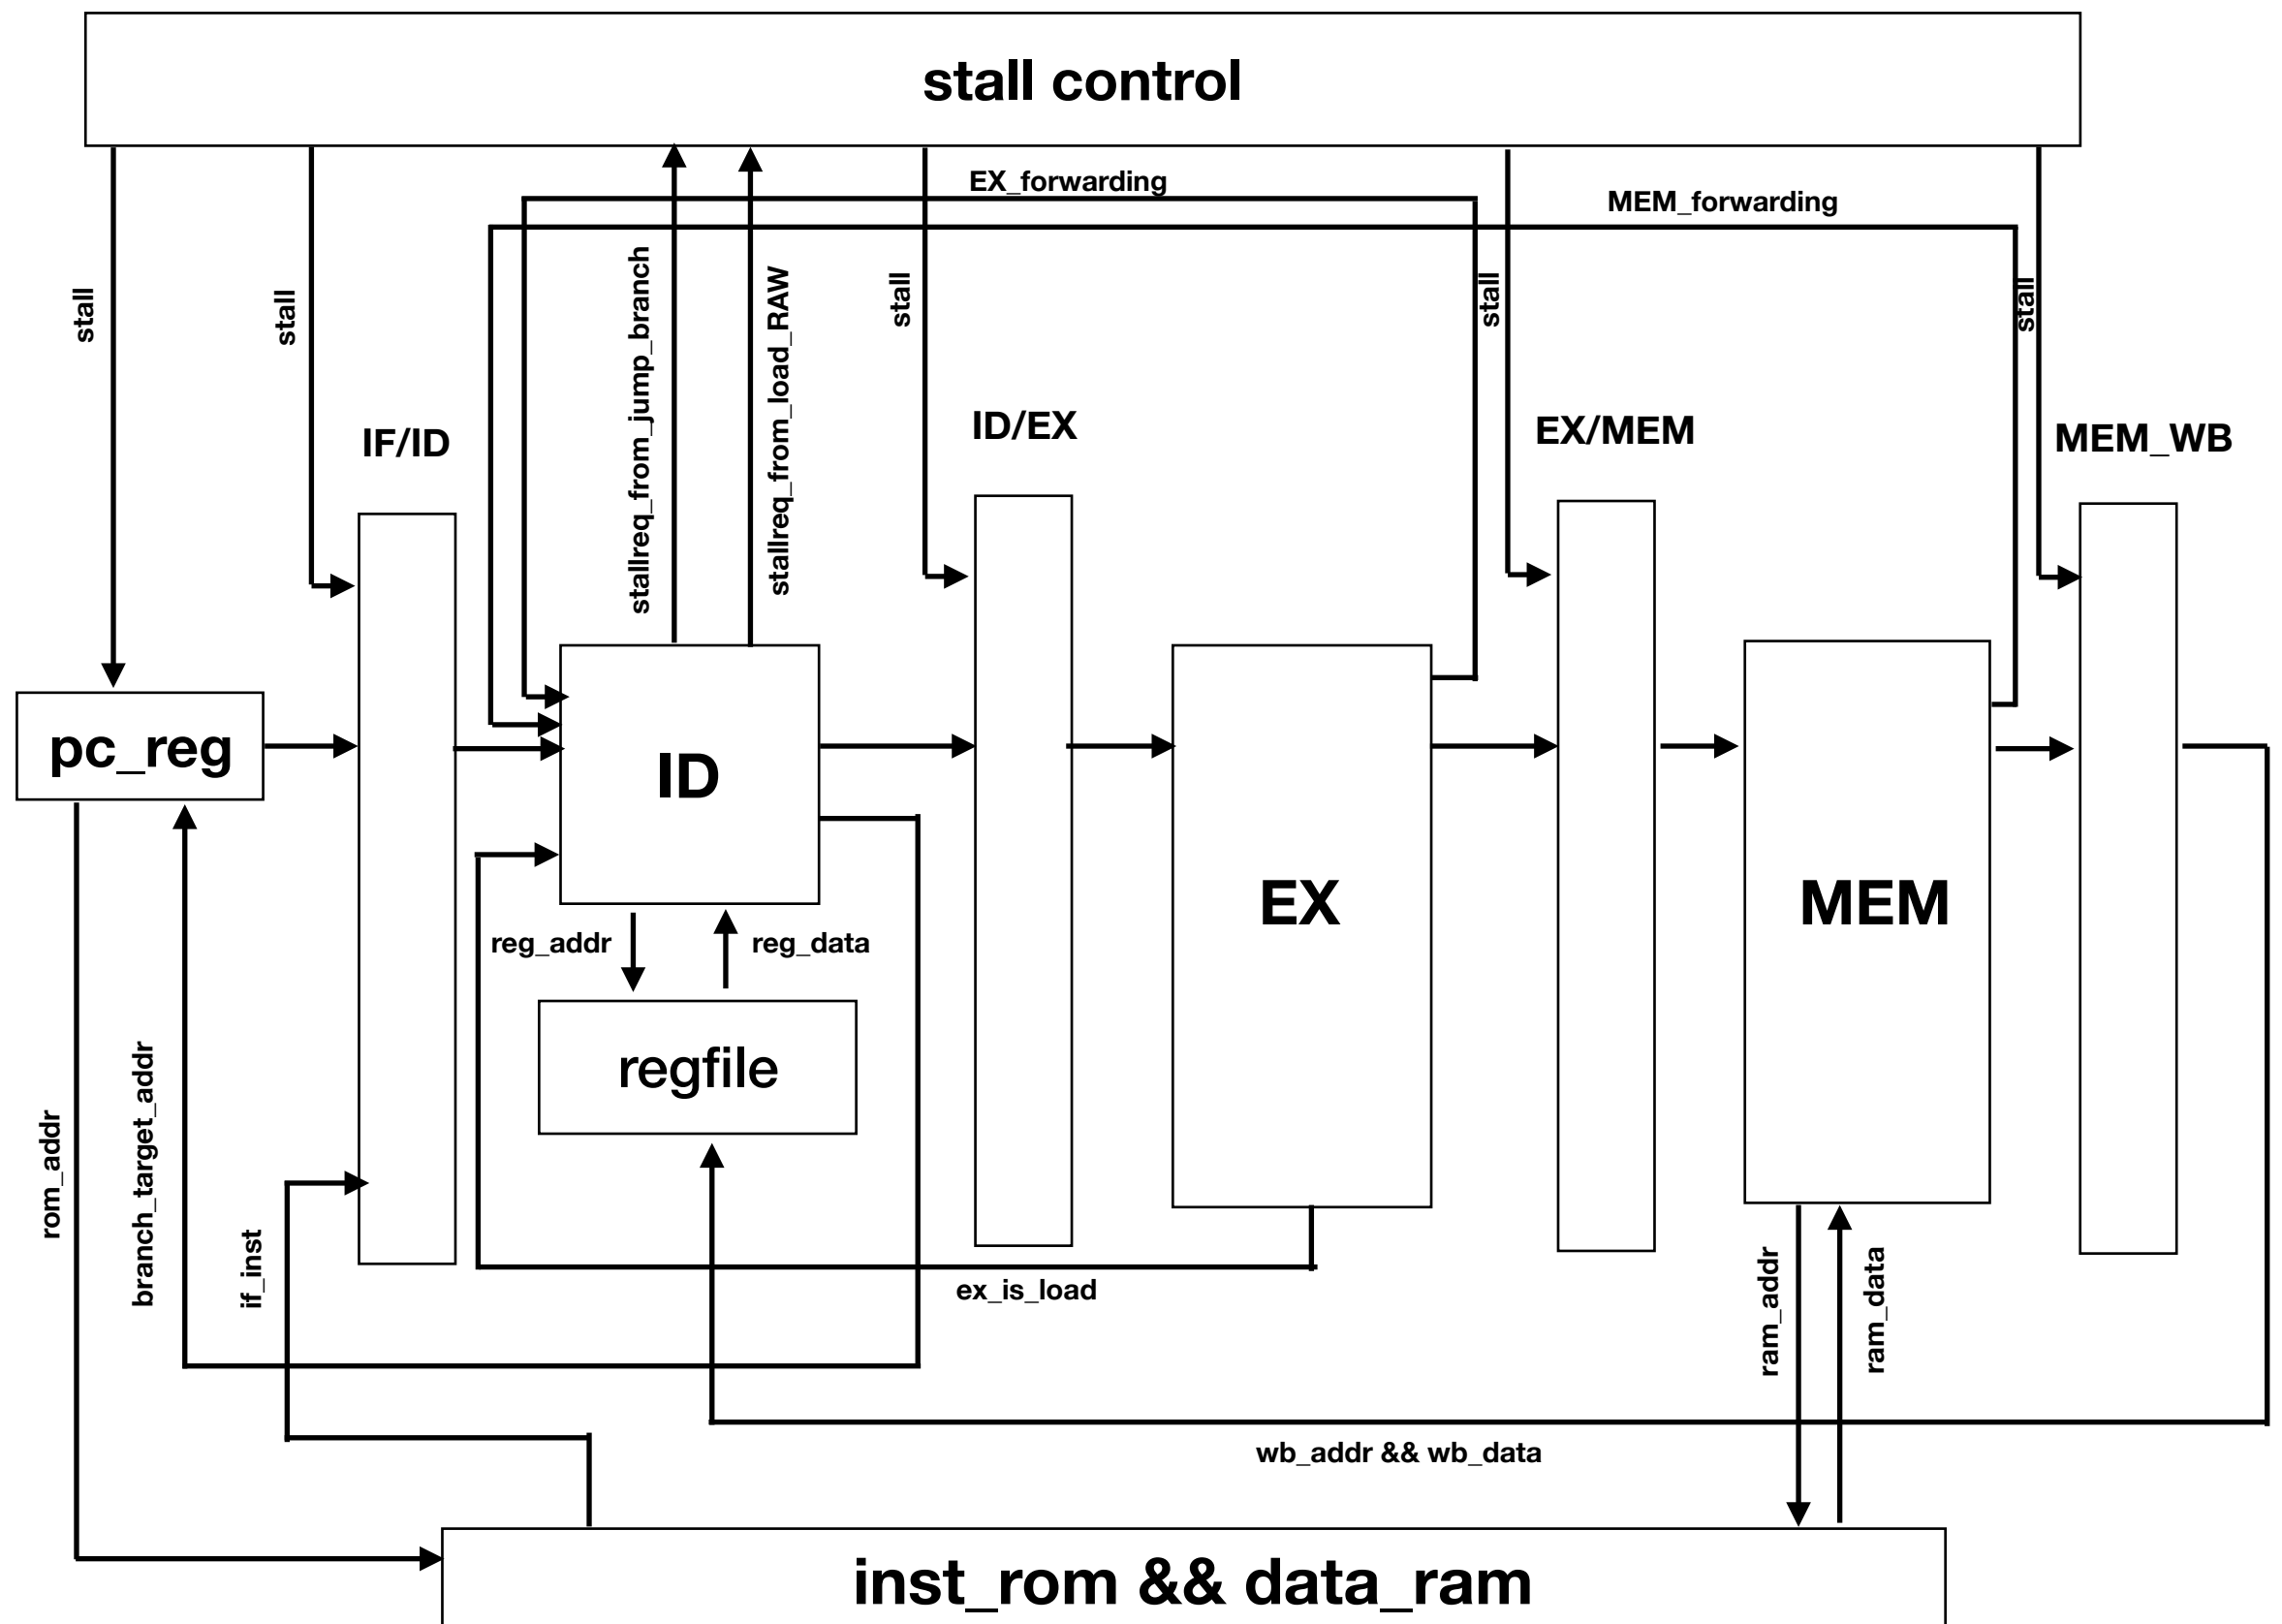 stall control
EX_forwarding
MEM_forwarding
stall
stall
stallreq_from_jump_branch
stallreq_from_load_RAW
stall
stall
stall
IF/ID
ID/EX
EX/MEM
MEM_WB
pc_reg
ID
EX
MEM
reg_addr
reg_data
regfile
rom_addr
branch_target_addr
if_inst
ex_is_load
ram_addr
ram_data
wb_addr && wb_data
inst_rom && data_ram